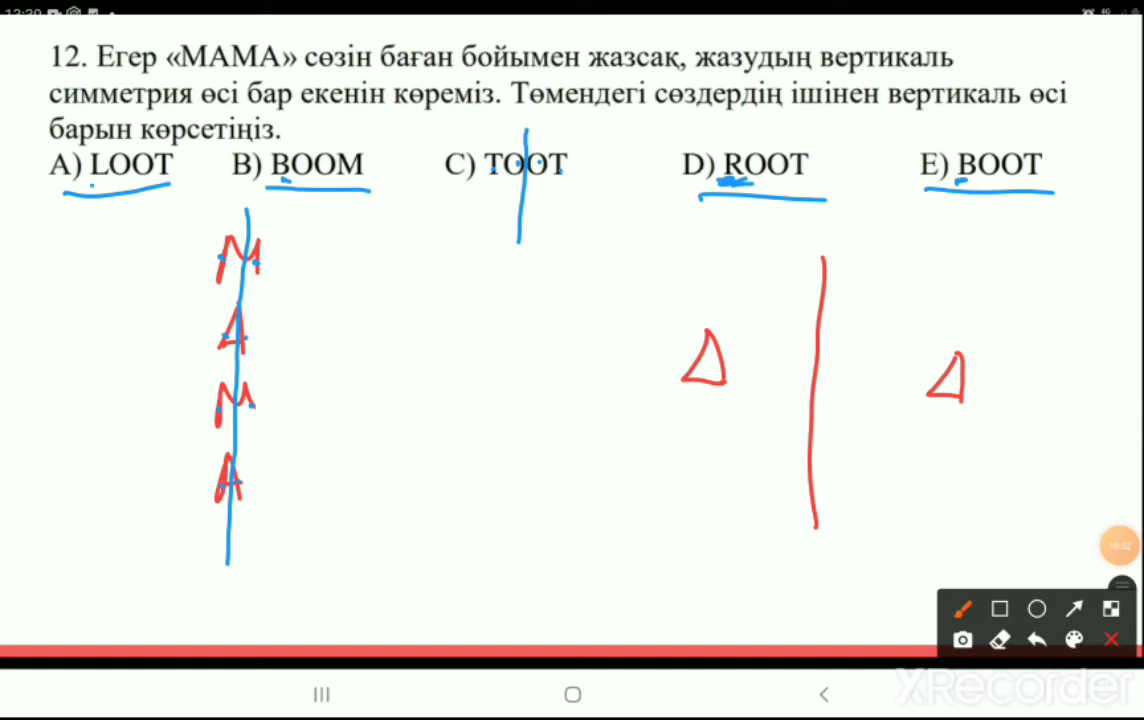 12. Егер «МАМА» сөзін баған бойымен жазсақ, жазудың вертикаль
симметрия өсі бар екенін көреміз. Төмендегі сөздердің ішінен вертикаль өсі
барын көрсетіңіз.
A) LOOT B) BOOM C) TOOT D) ROOT E) BOOT
М
А
М
А
XRecorder